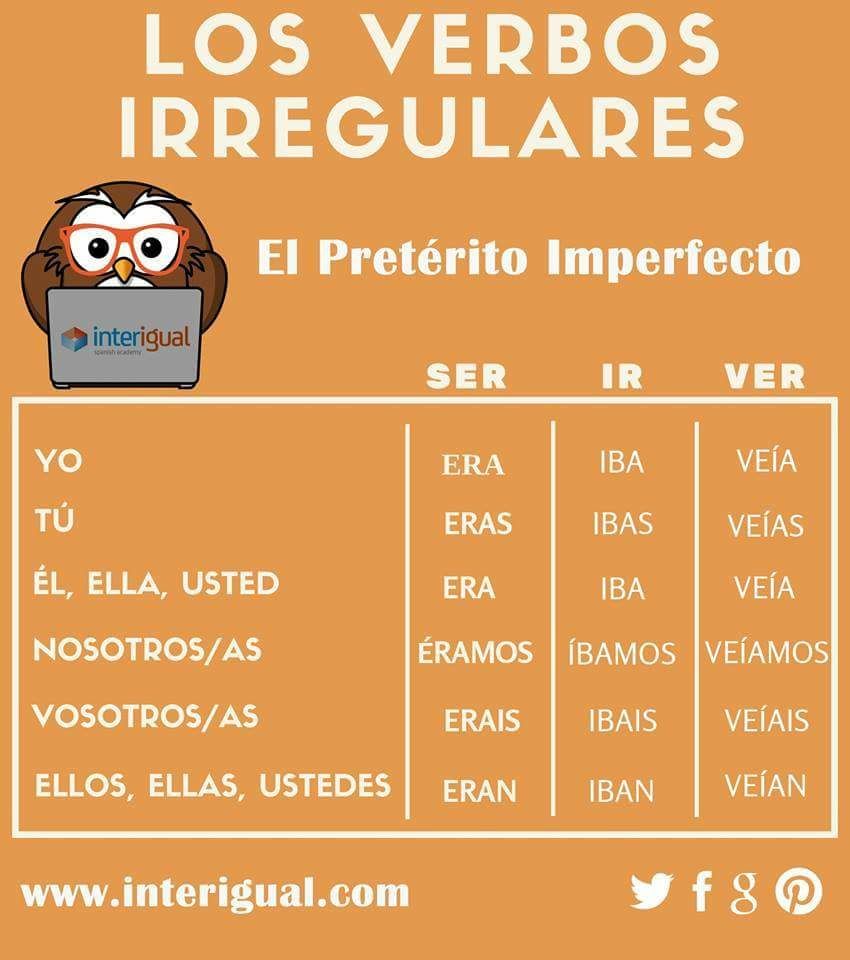 LOS VERBOS
IRREGULARES
El Pretérito Imperfecto
interigual
spanish academy
SER IR VER
YO ERA IBA VEÍA
TÚ ERAS IBAS VEÍAS
ÉL, ELLA, USTED ERA IBA VEÍA
NOSOTROS/AS ÉRAMOS ÍBAMOS VEÍAMOS
VOSOTROS/AS ERAIS IBAIS VEÍAIS
ELLOS, ELLAS, USTEDES ERAN IBAN VEÍAN
www.interigual.com